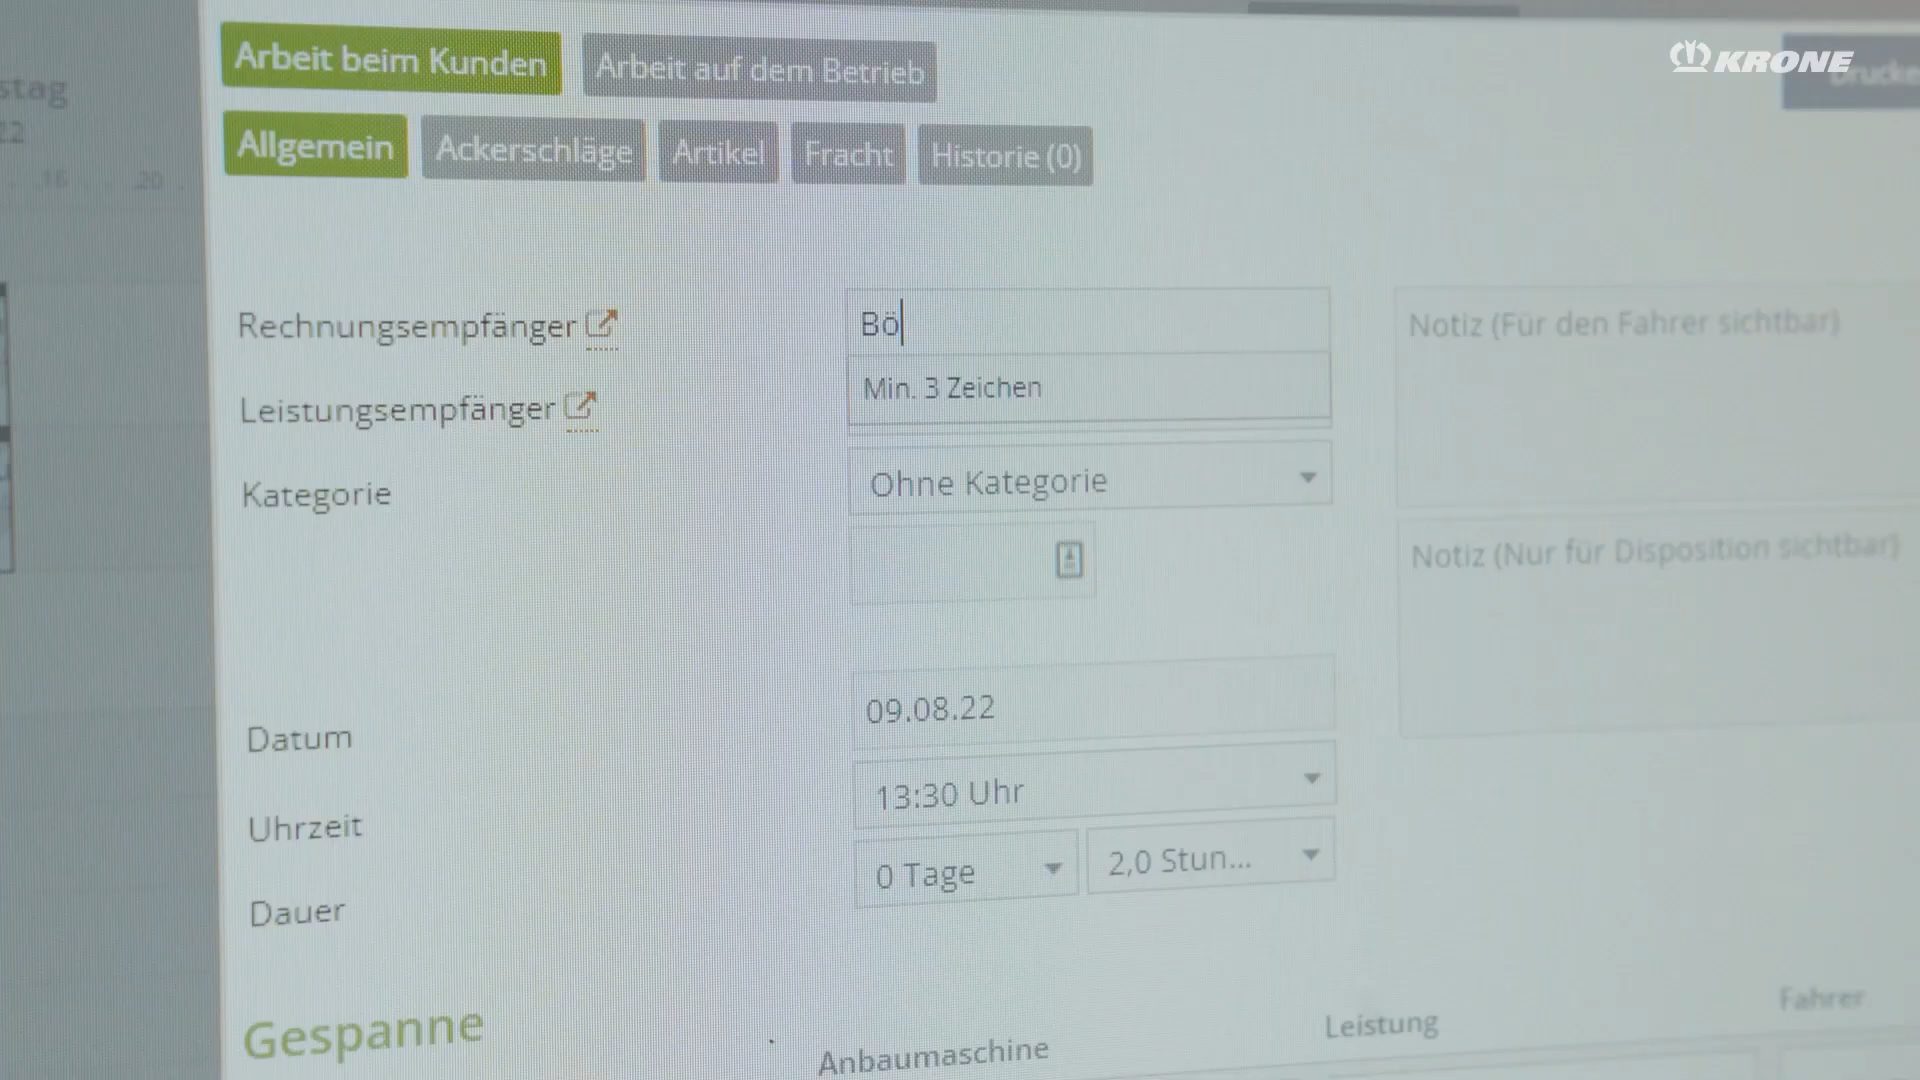 Arbeit beim Kunden
Arbeit auf dem Betrieb
KRONE
Allgemein
Ackerschläge
Artikel
Fracht
Historie (0)
16
20
Rechnungsempfänger
Bö
Notiz (Für den Fahrer sichtbar)
Min. 3 Zeichen
Leistungsempfänger
Kategorie
Ohne Kategorie
Notiz (Nur für Disposition sichtbar)
Datum
09.08.22
Uhrzeit
13:30 Uhr
Dauer
0 Tage
2,0 Stun...
Gespanne
Anbaumaschine
Leistung
Fahrer